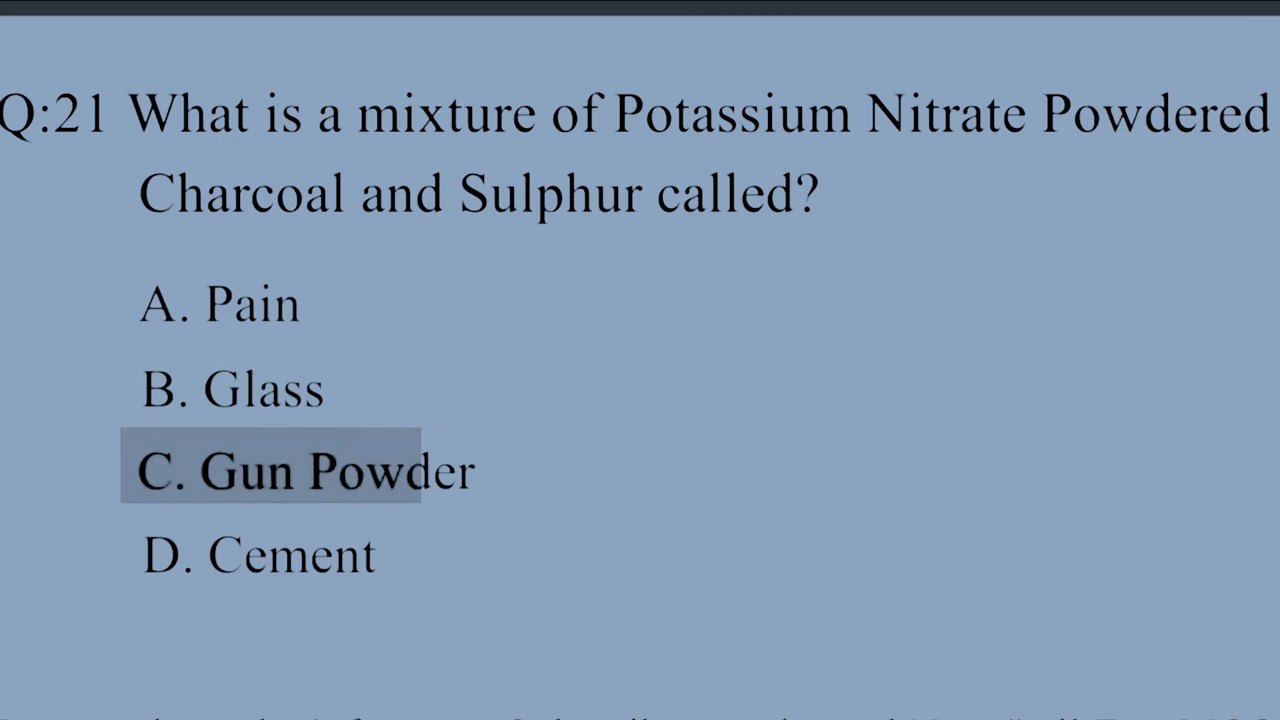 Q:21 What is a mixture of Potassium Nitrate Powdered
Charcoal and Sulphur called?
A. Pain
B. Glass
C. Gun Powder
D. Cement